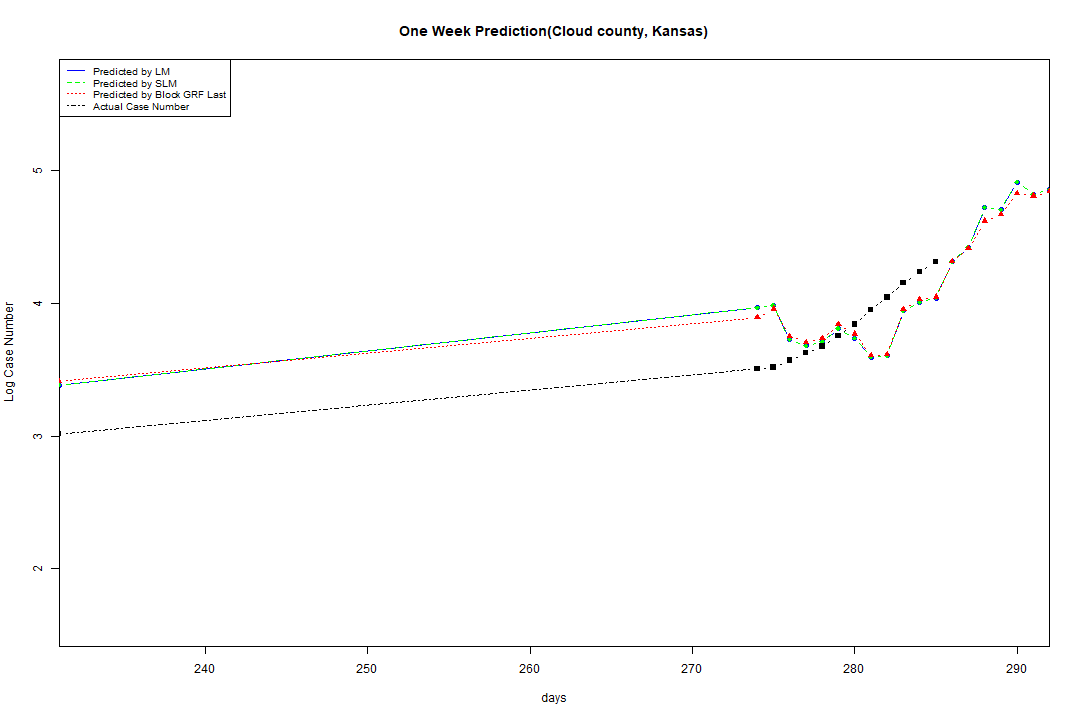 One Week Prediction(Cloud county, Kansas)
Predicted by LM
Predicted by SLM
Predicted by Block GRF Last
Actual Case Number
5
4
3
2
Log Case Number
240 250 260 270 280 290
days